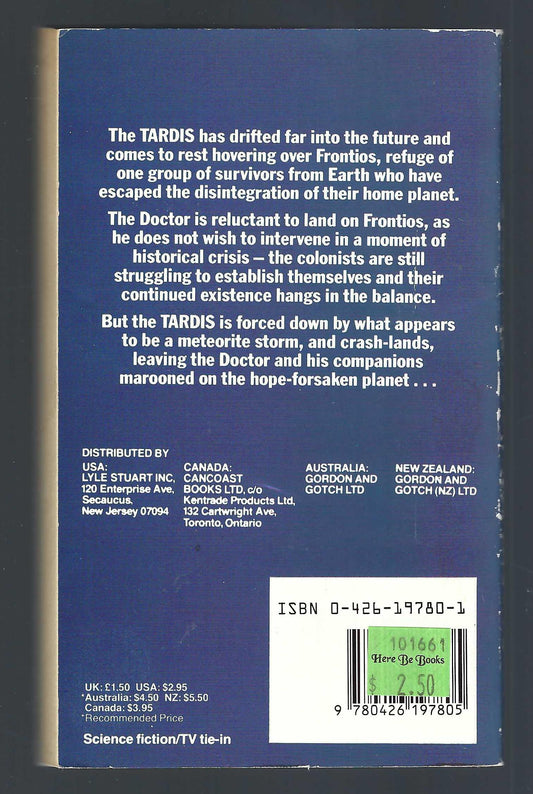 The TARDIS has drifted far into the future and
comes to rest hovering over Frontios, refuge of
one group of survivors from Earth who have
escaped the disintegration of their home planet.
The Doctor is reluctant to land on Frontios, as
he does not wish to intervene in a moment of
historical crisis – the colonists are still
struggling to establish themselves and their
continued existence hangs in the balance.
But the TARDIS is forced down by what appears
to be a meteorite storm, and crash-lands,
leaving the Doctor and his companions
marooned on the hope-forsaken planet . . .
DISTRIBUTED BY
USA:
LYLE STUART INC,
120 Enterprise Ave,
Secaucus,
New Jersey 07094
CANADA:
CANCOAST
BOOKS LTD, c/o
Kentrade Products Ltd,
132 Cartwright Ave,
Toronto, Ontario
AUSTRALIA:
GORDON AND
GOTCH LTD
NEW ZEALAND:
GORDON AND
GOTCH (NZ) LTD
ISBN 0-426-19780-1
101661
Here Be Books
$ 2.50
9 780426 197805
UK: £1.50 USA: $2.95
*Australia: $4.50 NZ: $5.50
Canada: $3.95
*Recommended Price
Science fiction/TV tie-in